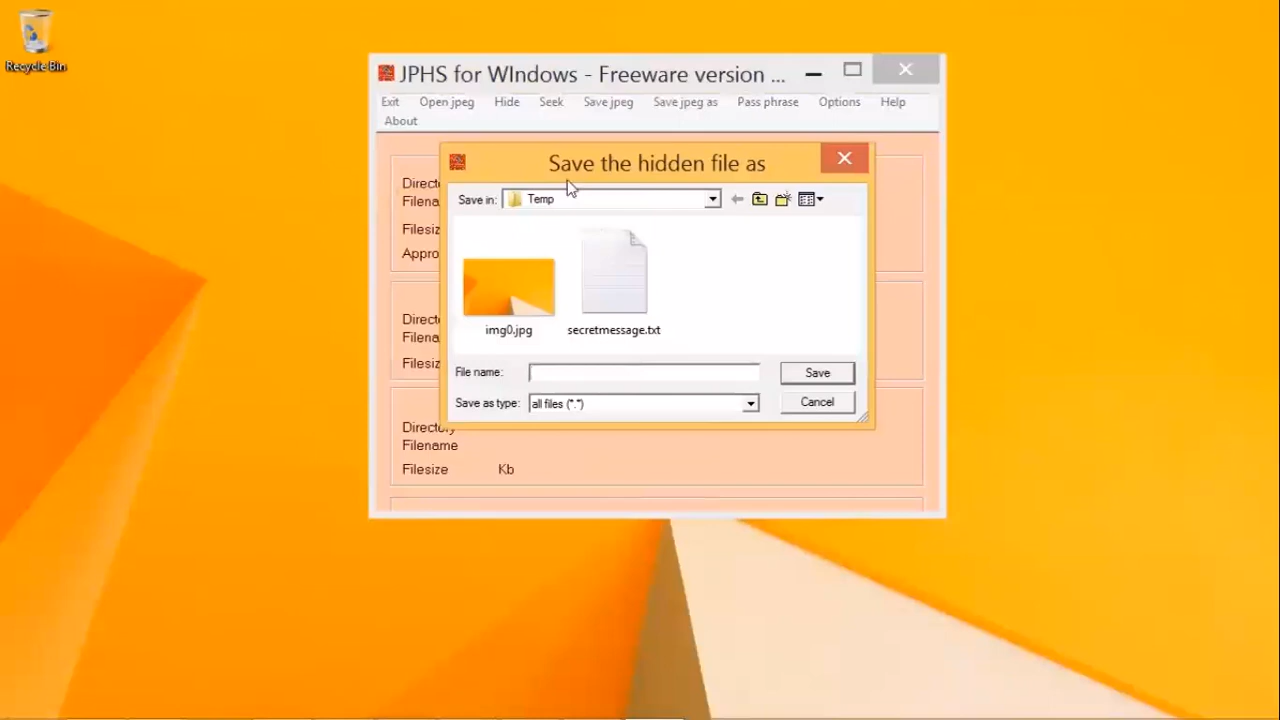 Recycle Bin
JPHS for WIndows - Freeware version ...
Exit Open jpeg Hide Seek Save jpeg Save jpeg as Pass phrase Options Help
About
Save the hidden file as
Save in: Temp
img0.jpg secretmessage.txt
File name: Save
Save as type: all files (*.*) Cancel
Directory
Filename
Filesize Kb